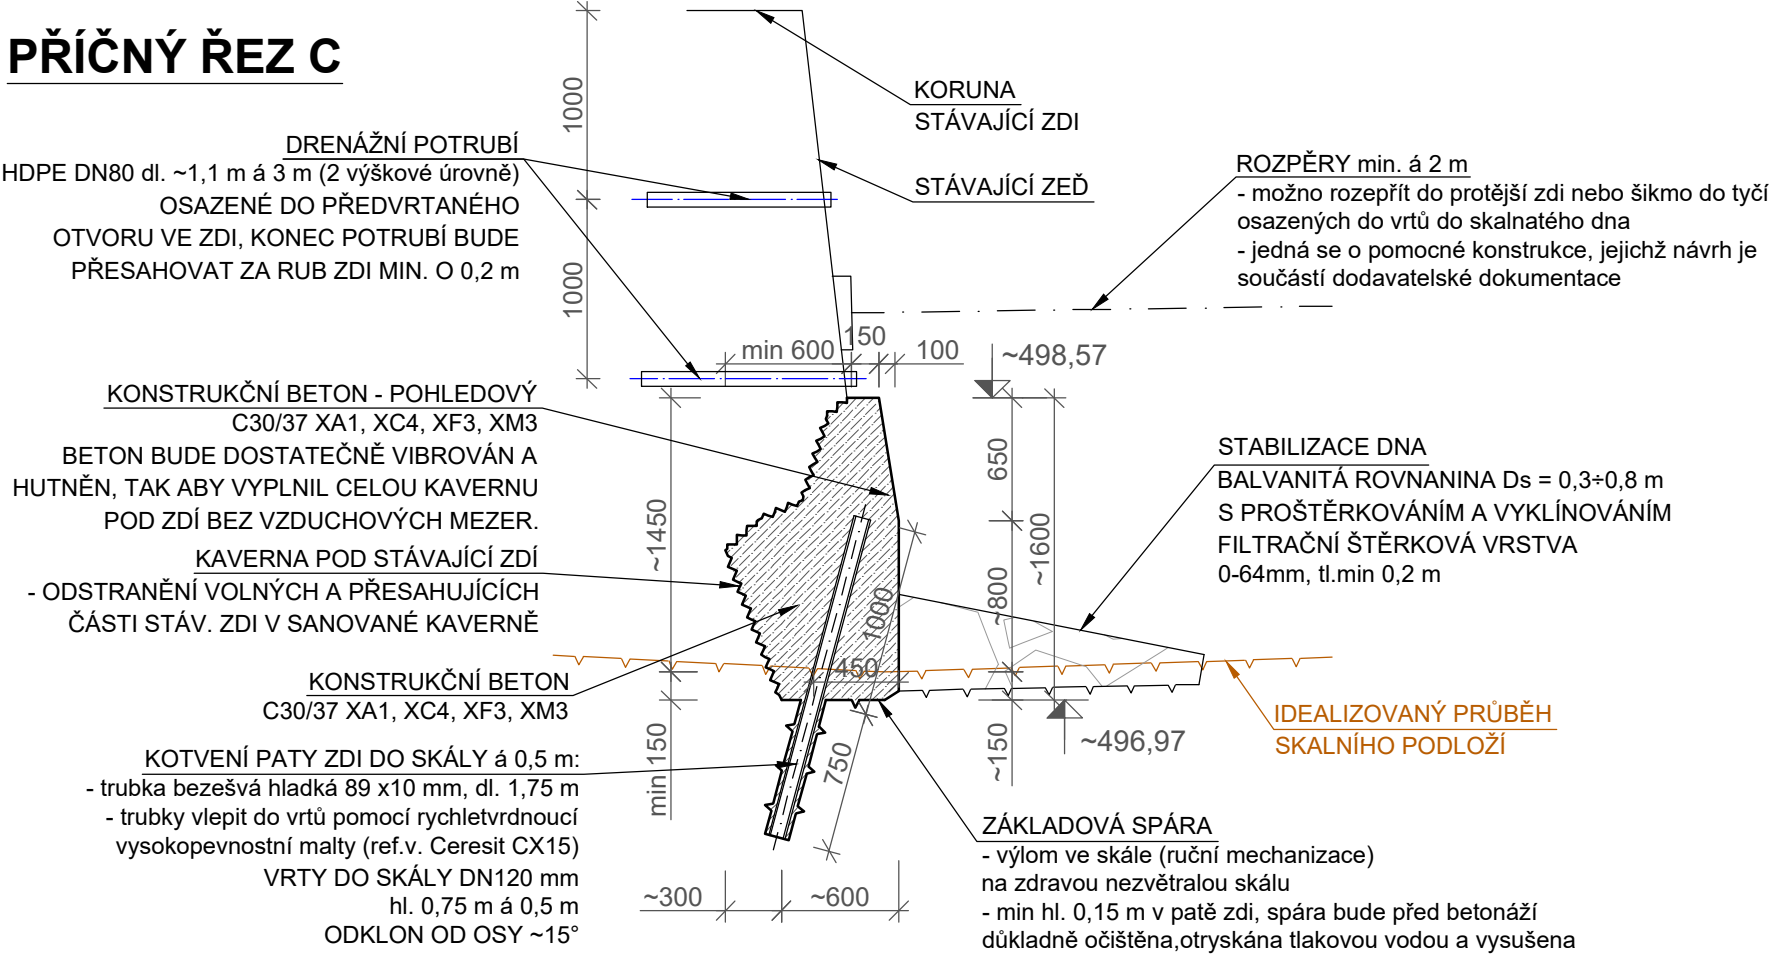 PŘÍČNÝ ŘEZ C
1000
1000
KORUNA
STÁVAJÍCÍ ZDI
STÁVAJÍCÍ ZEĎ
DRENÁŽNÍ POTRUBÍ
HDPE DN80 dl. ~1,1 m á 3 m (2 výškové úrovně)
OSAZENÉ DO PŘEDVRTANÉHO
OTVORU VE ZDI, KONEC POTRUBÍ BUDE
PŘESAHOVAT ZA RUB ZDI MIN. O 0,2 m
ROZPĚRY min. á 2 m
- možno rozepřít do protější zdi nebo šikmo do tyčí
osazených do vrtů do skalnatého dna
- jedná se o pomocné konstrukce, jejichž návrh je
součástí dodavatelské dokumentace
min 600
150
100
~498,57
KONSTRUKČNÍ BETON - POHLEDOVÝ
C30/37 XA1, XC4, XF3, XM3
BETON BUDE DOSTATEČNĚ VIBROVÁN A
HUTNĚN, TAK ABY VYPLNIL CELOU KAVERNU
POD ZDÍ BEZ VZDUCHOVÝCH MEZER.
KAVERNA POD STÁVAJÍCÍ ZDÍ
- ODSTRANĚNÍ VOLNÝCH A PŘESAHUJÍCÍCH
ČÁSTI STÁV. ZDI V SANOVANÉ KAVERNĚ
KONSTRUKČNÍ BETON
C30/37 XA1, XC4, XF3, XM3
KOTVENÍ PATY ZDI DO SKÁLY á 0,5 m:
- trubka bezešvá hladká 89 x10 mm, dl. 1,75 m
- trubky vlepit do vrtů pomocí rychletvrdnoucí
vysokopevnostní malty (ref.v. Ceresit CX15)
VRTY DO SKÁLY DN120 mm
hl. 0,75 m á 0,5 m
ODKLON OD OSY ~15°
~1450
min 150
650
~800
~1600
~150
1000
450
750
~300
~600
STABILIZACE DNA
BALVANITÁ ROVNANINA Ds = 0,3÷0,8 m
S PROŠTĚRKOVÁNÍM A VYKLÍNOVÁNÍM
FILTRAČNÍ ŠTĚRKOVÁ VRSTVA
0-64mm, tl.min 0,2 m
IDEALIZOVANÝ PRŮBĚH
SKALNÍHO PODLOŽÍ
~496,97
ZÁKLADOVÁ SPÁRA
- výlom ve skále (ruční mechanizace)
na zdravou nezvětralou skálu
- min hl. 0,15 m v patě zdi, spára bude před betonáží
důkladně očištěna,otryskána tlakovou vodou a vysušena